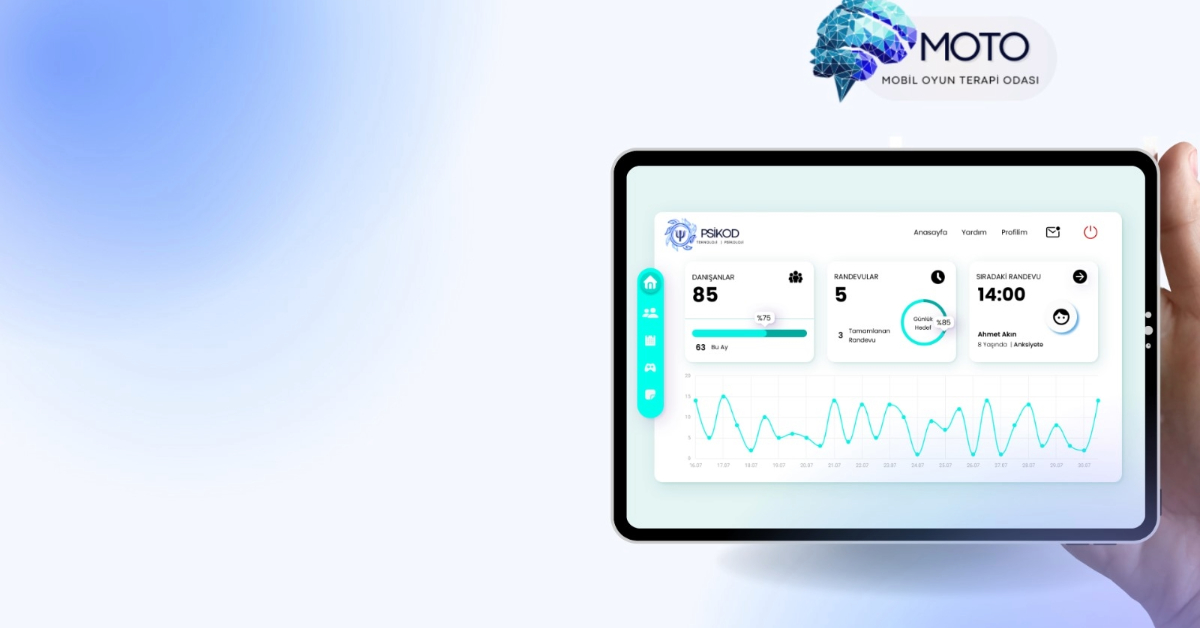 MOTO
MOBİL OYUN TERAPİ ODASI
PSİKOD
TEKNOLOJİ | PSİKOLOJİ
Anasayfa Yardım Profilim
DANIŞANLAR
85
%75
63 Bu Ay
RANDEVULAR
5
3 Tamamlanan
Randevu
Günlük
Hedef
%85
SIRADAKİ RANDEVU
14:00
Ahmet Akın
8 Yaşında | Anksiyete
20
15
10
5
0
16.07 17.07 18.07 19.07 20.07 21.07 22.07 23.07 24.07 25.07 26.07 27.07 28.07 29.07 30.07